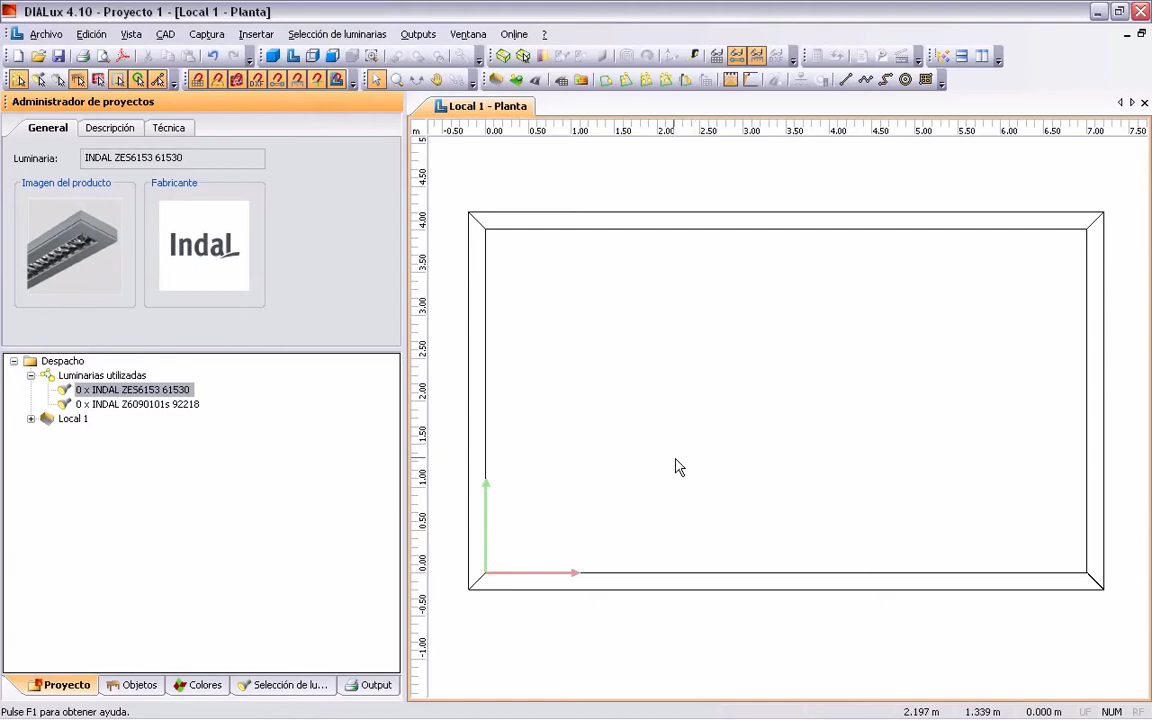 DIALux 4.10 - Proyecto 1 - [Local 1 - Planta]
Archivo Edición Vista CAD Captura Insertar Selección de luminarias Outputs Ventana Online ?
Administrador de proyectos
General Descripción Técnica
Luminaria: INDAL ZES6153 61530
Imagen del producto Fabricante
Indal
Despacho
Luminarias utilizadas
0 x INDAL ZES6153 61530
0 x INDAL Z6090101s 92218
Local 1
Proyecto Objetos Colores Selección de lu... Output
Local 1 - Planta
m -0.50 0.00 0.50 1.00 1.50 2.00 2.50 3.00 3.50 4.00 4.50 5.00 5.50 6.00 6.50 7.00 7.50
5
4.50
4.00
3.50
3.00
2.50
2.00
1.50
1.00
0.50
0.00
-0.50
-1.00
Pulse F1 para obtener ayuda. 2.197 m 1.339 m 0.000 m UF NUM RF